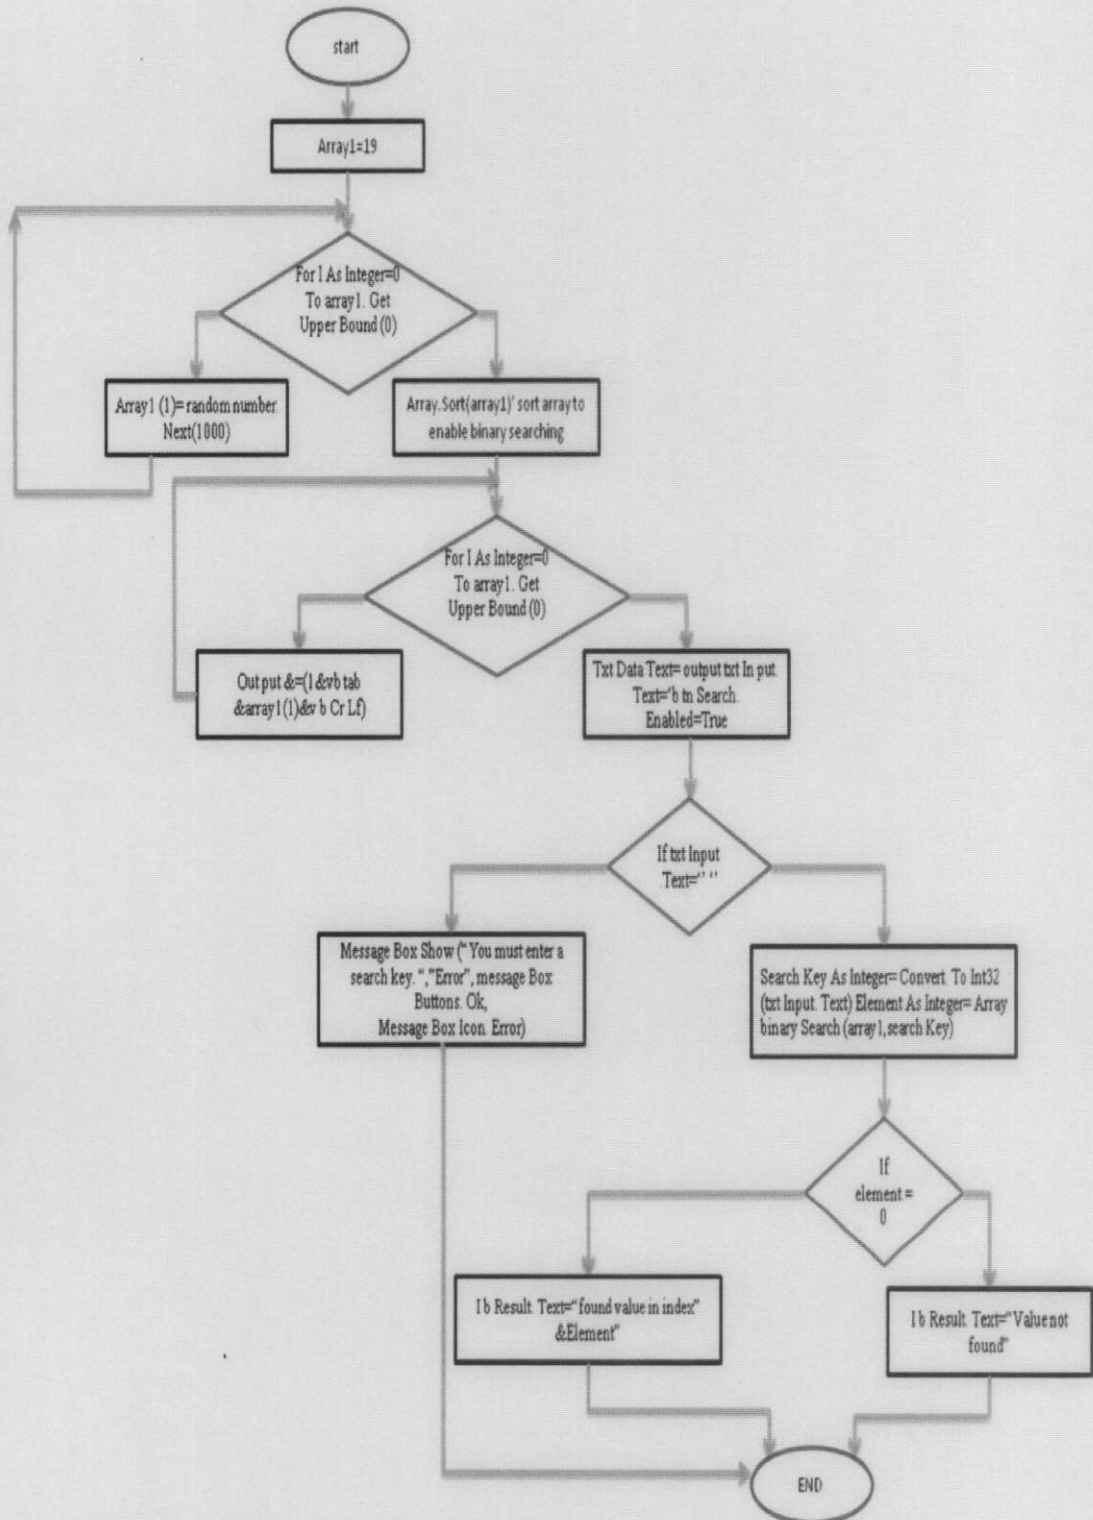 start
Array1=19
For I As Integer=0
To array1. Get
Upper Bound (0)
Array1 (1)= random number.
Next(1000)
Array.Sort(array1)' sort array to
enable binary searching
For I As Integer=0
To array1. Get
Upper Bound (0)
Out put &=(1&vb tab
&array1(1)&v b Cr Lf)
Txt Data Text= output txt In put.
Text="b tn Search.
Enabled=True
If txt Input
.Text=" "
Message Box Show ("You must enter a
search key. ","Error", message Box
Buttons. Ok,
Message Box Icon. Error)
Search Key As Integer= Convert. To Int32
(txt Input. Text) Element As Integer= Array
binary Search (array1,search Key)
If
element =
0
I b Result. Text="found value in index"
&Element"
I b Result. Text="Value not
found"
END